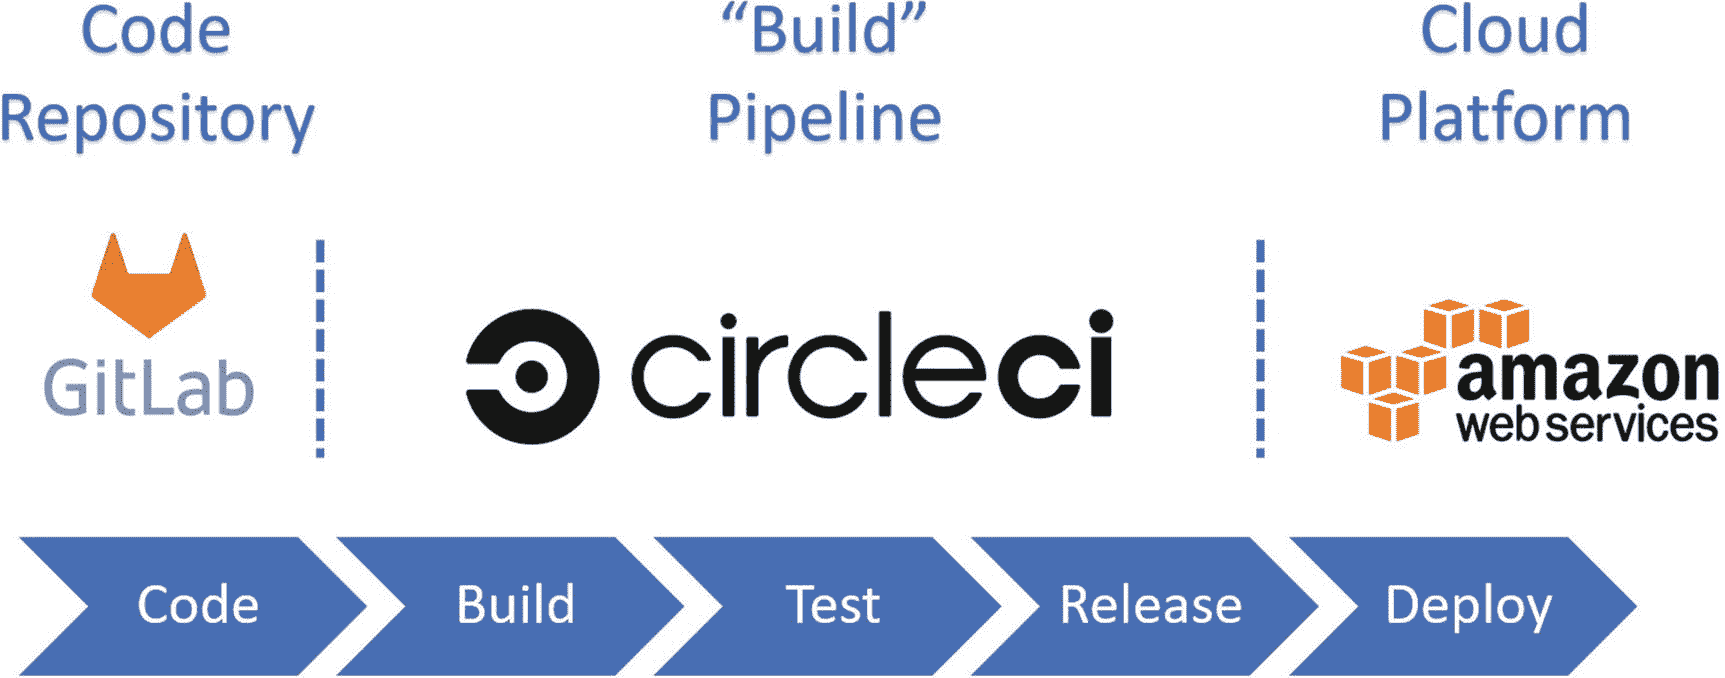 Code
Repository
“Build”
Pipeline
Cloud
Platform
GitLab
circleci
amazon
web services
Code
Build
Test
Release
Deploy